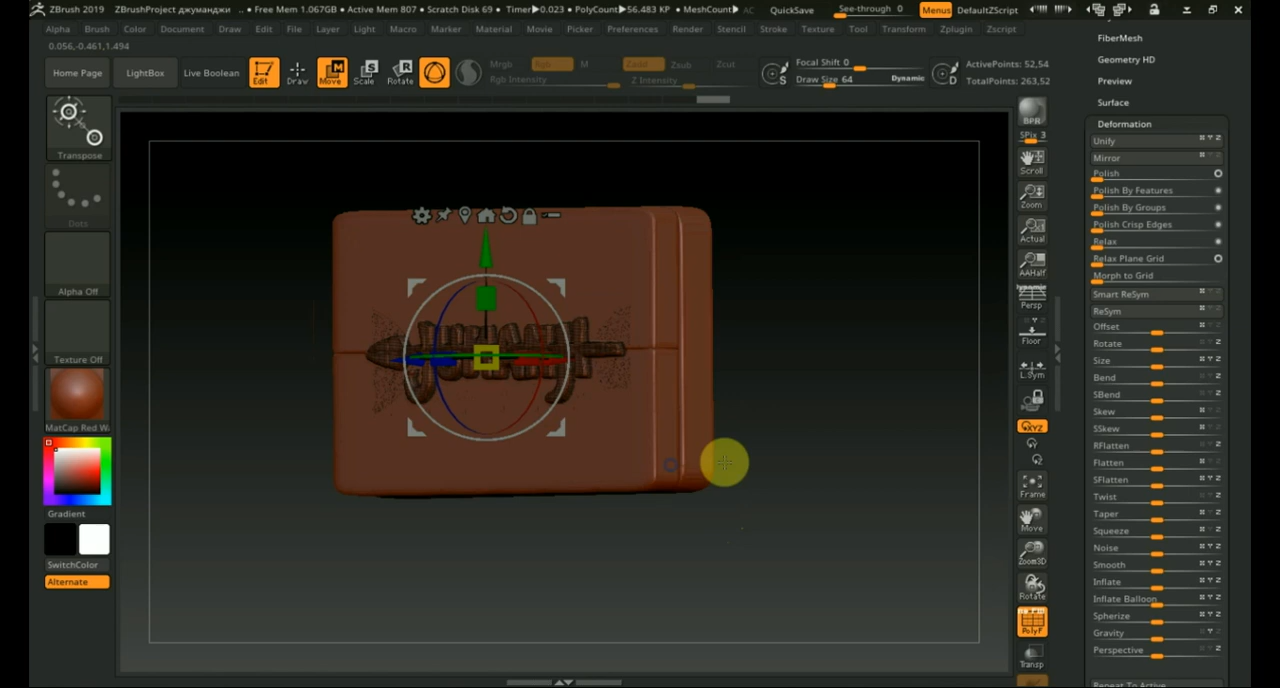 ZBrush 2019 ZBrushProject джуманджи .. • Free Mem 1.067GB • Active Mem 807 • Scratch Disk 69 • Timer▶0.023 • PolyCount▶56.483 KP • MeshCount▶ AC QuickSave See-through 0 Menus DefaultZScript
Alpha Brush Color Document Draw Edit File Layer Light Macro Marker Material Movie Picker Preferences Render Stencil Stroke Texture Tool Transform Zplugin Zscript
0.056,-0.461,1.494
Home Page LightBox Live Boolean Edit Draw Move Scale Rotate
Mrgb Rgb M Zadd Zsub Zcut
Rgb Intensity Z Intensity
Focal Shift 0
Draw Size 64 Dynamic
ActivePoints: 52,54
TotalPoints: 263,52
Transpose
Dots
Alpha Off
Texture Off
MatCap Red Wa
Gradient
SwitchColor
Alternate
BPR
SPix 3
Scroll
Zoom
Actual
AAHalf
Dynamic
Persp
Floor
L.Sym
XYZ
Frame
Move
Zoom3D
Rotate
PolyF
Transp
FiberMesh
Geometry HD
Preview
Surface
Deformation
Unify
Mirror
Polish
Polish By Features
Polish By Groups
Polish Crisp Edges
Relax
Relax Plane Grid
Morph to Grid
Smart ReSym
ReSym
Offset
Rotate
Size
Bend
SBend
Skew
SSkew
RFlatten
Flatten
SFlatten
Twist
Taper
Squeeze
Noise
Smooth
Inflate
Inflate Balloon
Spherize
Gravity
Perspective
Repeat To Active